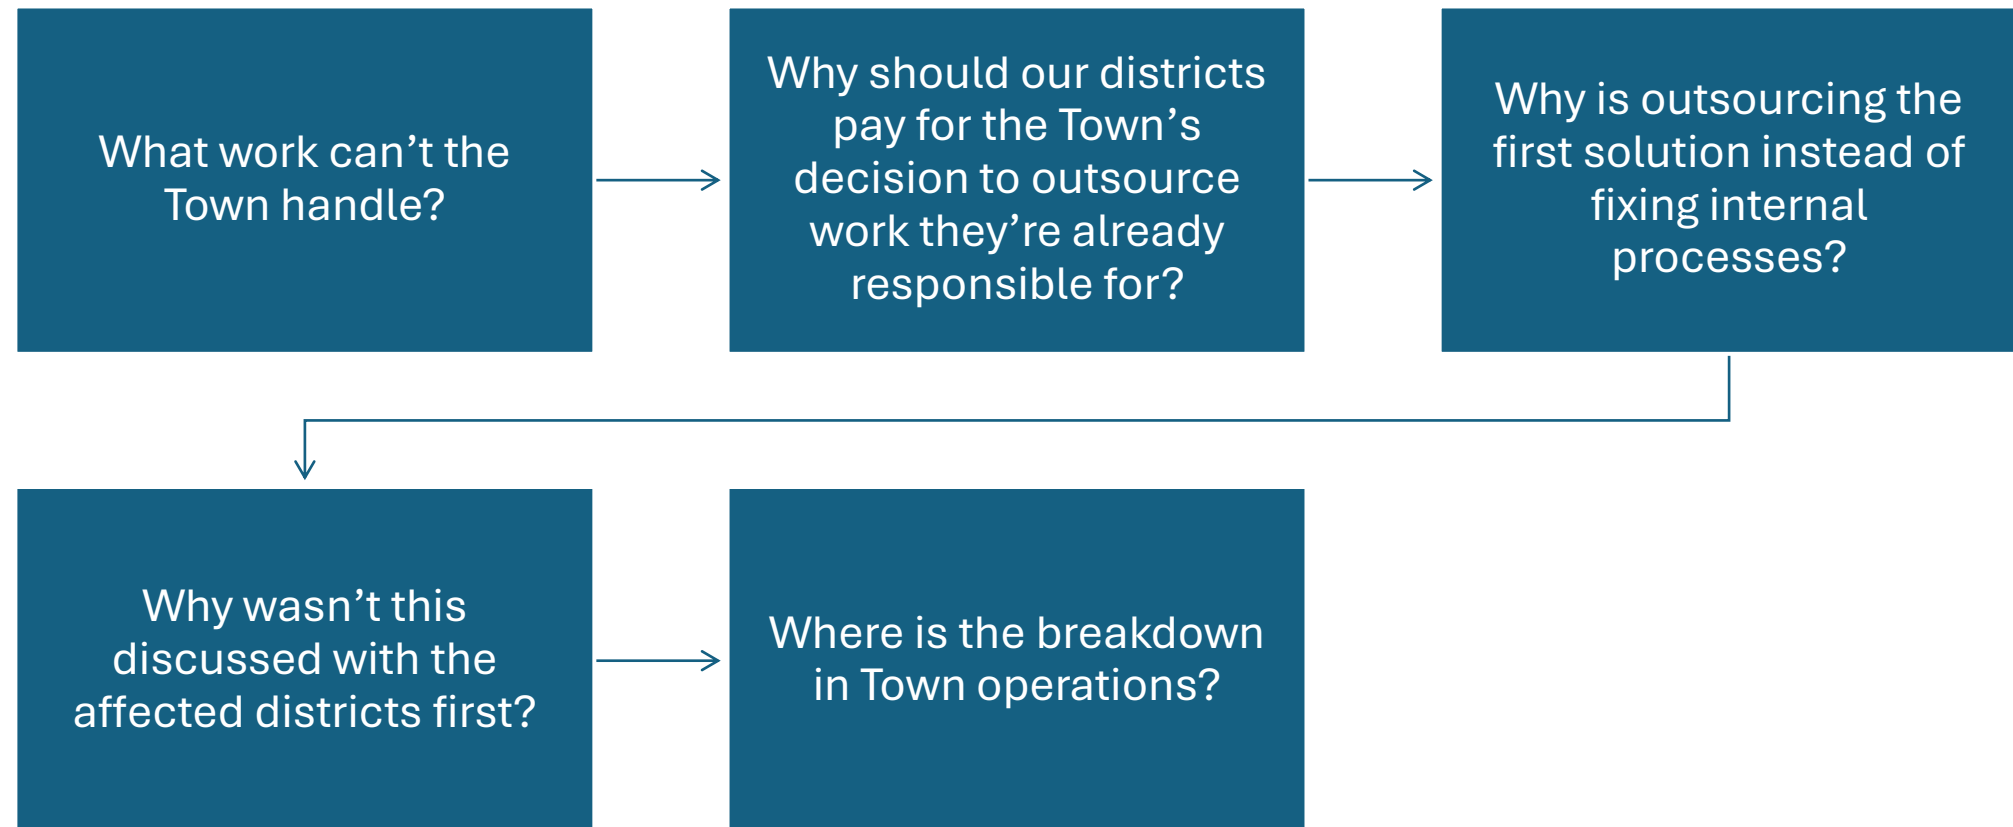 What work can’t the
Town handle?
Why should our districts
pay for the Town’s
decision to outsource
work they’re already
responsible for?
Why is outsourcing the
first solution instead of
fixing internal
processes?
Why wasn’t this
discussed with the
affected districts first?
Where is the breakdown
in Town operations?